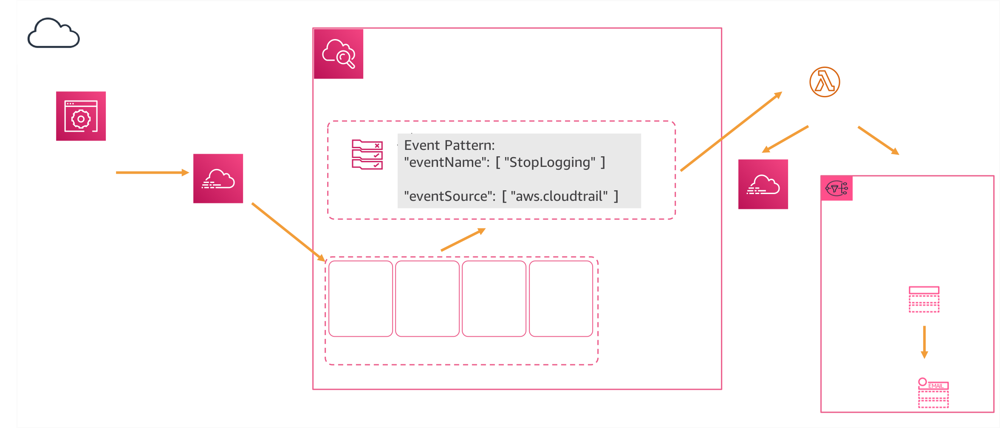 Event Pattern:
"eventName": [ "StopLogging" ]
"eventSource": [ "aws.cloudtrail" ]
EMAIL